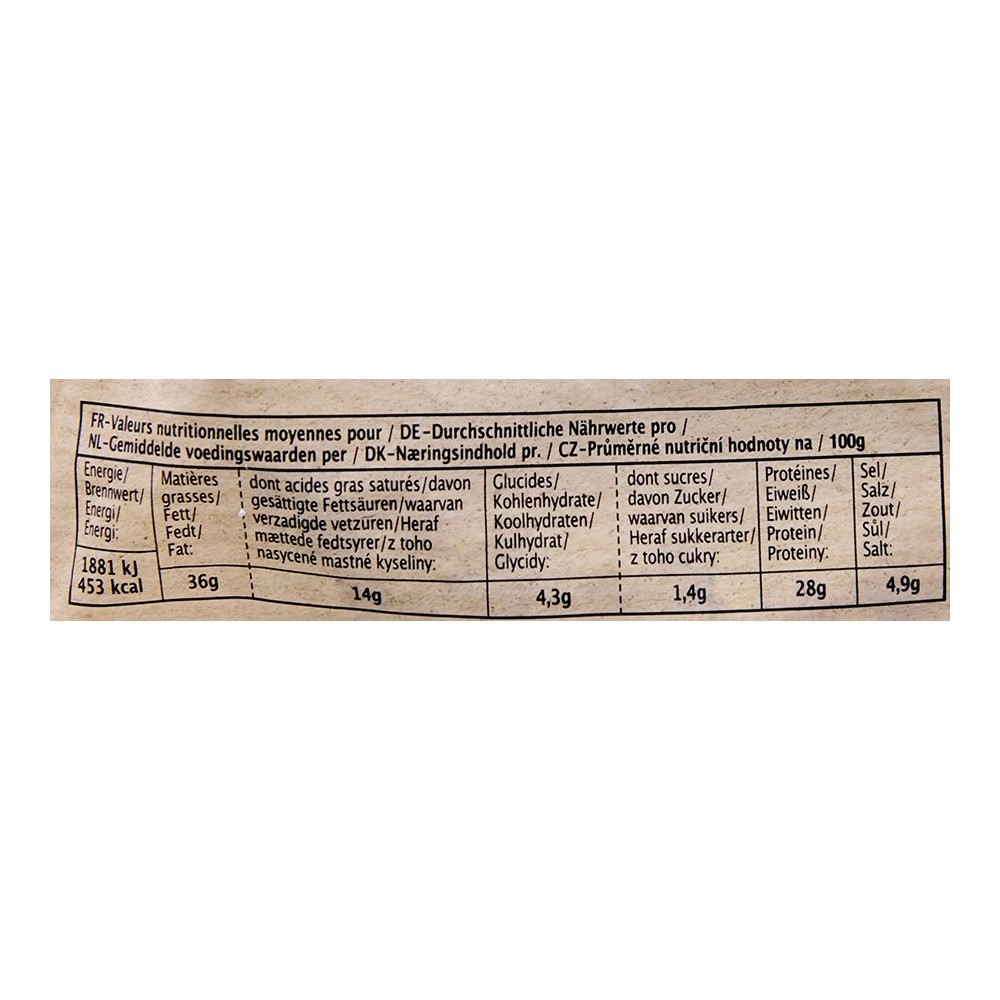 FR-Valeurs nutritionnelles moyennes pour / DE-Durchschnittliche Nährwerte pro /
NL-Gemiddelde voedingswaarden per / DK-Næringsindhold pr. / CZ-Průměrné nutriční hodnoty na / 100g
Energie/
Brennwert/
Energi/
Energi:
1881 kJ
453 kcal
Matières
grasses/
Fett/
Fedt/
Fat:
36g
dont acides gras saturés/davon
gesättigte Fettsäuren/waarvan
verzadigde vetzuren/Heraf
mættede fedtsyrer/z toho
nasycené mastné kyseliny:
14g
Glucides/
Kohlenhydrate/
Koolhydraten/
Kulhydrat/
Glycidy:
4,3g
dont sucres/
davon Zucker/
waarvan suikers/
Heraf sukkerarter/
z toho cukry:
1,4g
Protéines/
Eiweiß/
Eiwitten/
Protein/
Proteiny:
28g
Sel/
Salz/
Zout/
Sůl/
Salt:
4,9g